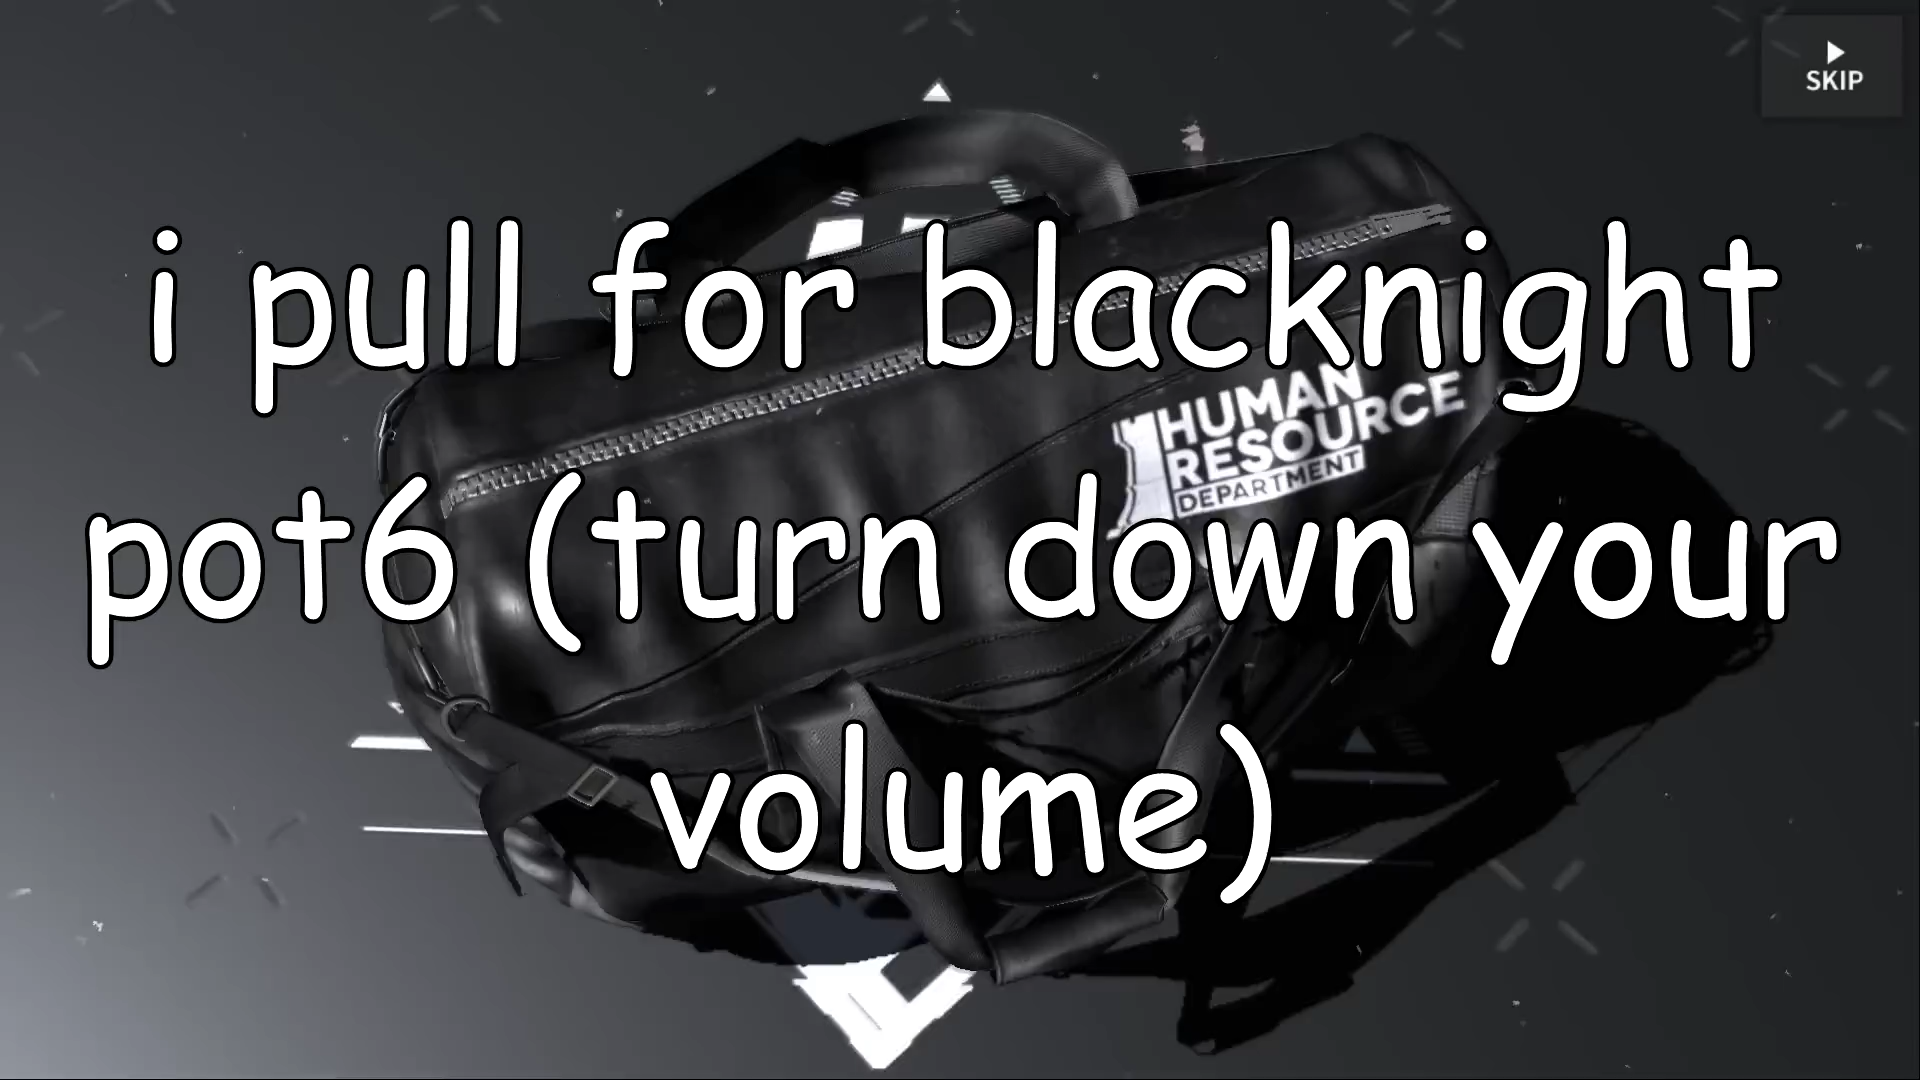 SKIP
i pull for blacknight
HUMAN
RESOURCE
DEPARTMENT
pot6 (turn down your
volume)